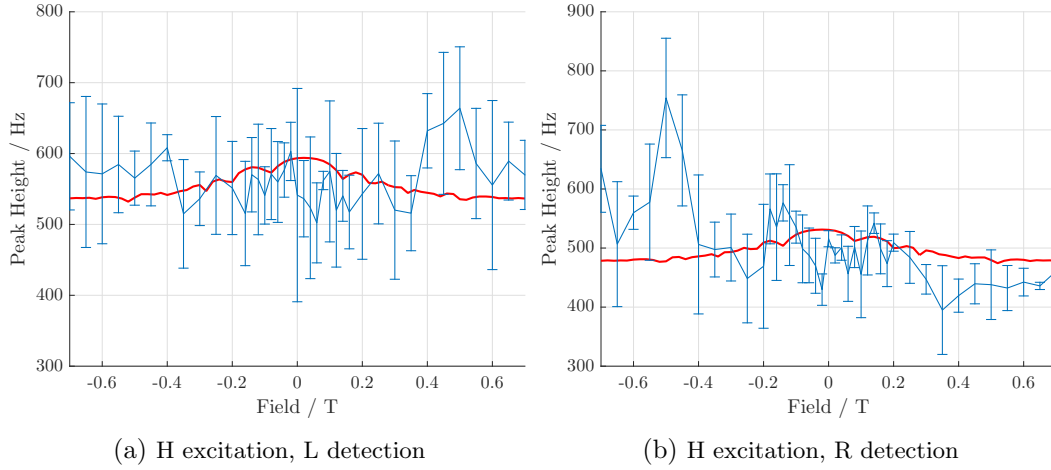 800
700
600
500
400
300
Peak Height / Hz
-0.6 -0.4 -0.2 0 0.2 0.4 0.6
Field / T
(a) H excitation, L detection
900
800
700
600
500
400
300
Peak Height / Hz
-0.6 -0.4 -0.2 0 0.2 0.4 0.6
Field / T
(b) H excitation, R detection